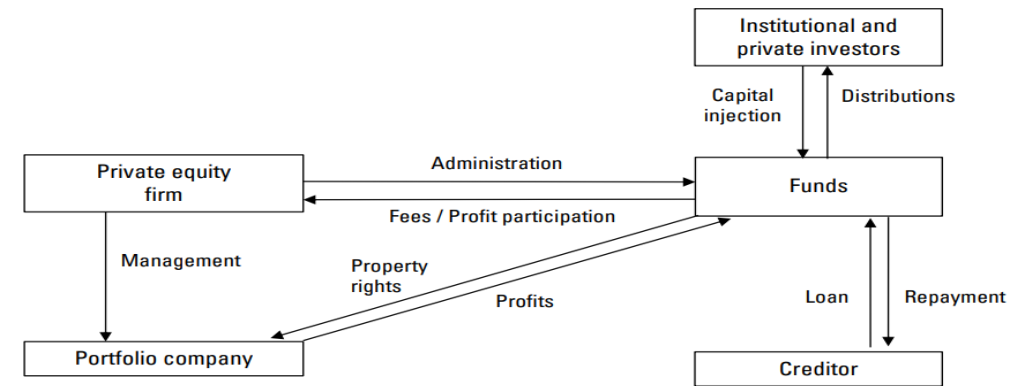 Institutional and
private investors
Capital
injection
Distributions
Private equity
firm
Administration
Funds
Fees / Profit participation
Management
Property
rights
Profits
Loan
Repayment
Portfolio company
Creditor